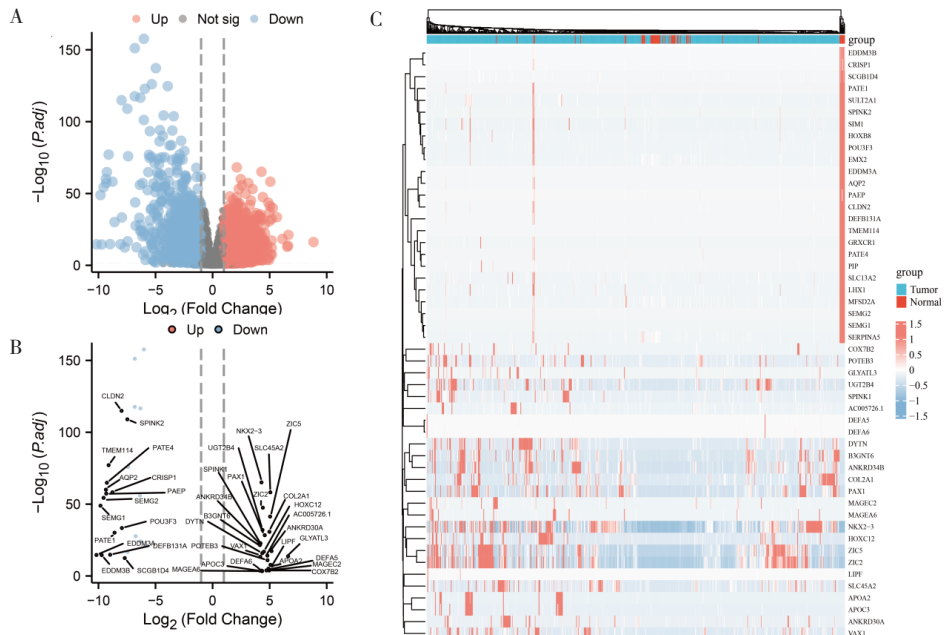 A
Up Not sig Down
−Log10 (P.adj)
150
100
50
0
−10 −5 0 5 10
Log2 (Fold Change)
B
Up Down
−Log10 (P.adj)
150
100
50
0
CLDN2
SPINK2
TMEM114
PATE4
AQP2
CRISP1
PAEP
SEMG2
SEMG1
POU3F3
PATE1
EDDM3A
DEFB131A
EDDM3B
SCGB1D4
ZIC5
NKX2−3
SLC45A2
UGT2B4
SPINK1
PAX1
ZIC2
COL2A1
ANKRD34B
HOXC12
B3GNT6
AC005726.1
DYTN
ANKRD30A
GLYATL3
POTEB3
VAX1
LIPF
DEFA5
APOC3
DEFA6
APOA2
MAGEC2
MAGEA6
COX7B2
−10 −5 0 5 10
Log2 (Fold Change)
C
group
EDDM3B
CRISP1
SCGB1D4
PATE1
SULT2A1
SPINK2
SIM1
HOXB8
POU3F3
EMX2
EDDM3A
AQP2
PAEP
CLDN2
DEFB131A
TMEM114
GRXCR1
PATE4
PIP
SLC13A2
LHX1
MFSD2A
SEMG2
SEMG1
SERPINA5
COX7B2
POTEB3
GLYATL3
UGT2B4
SPINK1
AC005726.1
DEFA5
DEFA6
DYTN
B3GNT6
ANKRD34B
COL2A1
PAX1
MAGEC2
MAGEA6
NKX2−3
HOXC12
ZIC5
ZIC2
LIPF
SLC45A2
APOA2
APOC3
ANKRD30A
VAX1
group
Tumor
Normal
1.5
1
0.5
0
−0.5
−1
−1.5